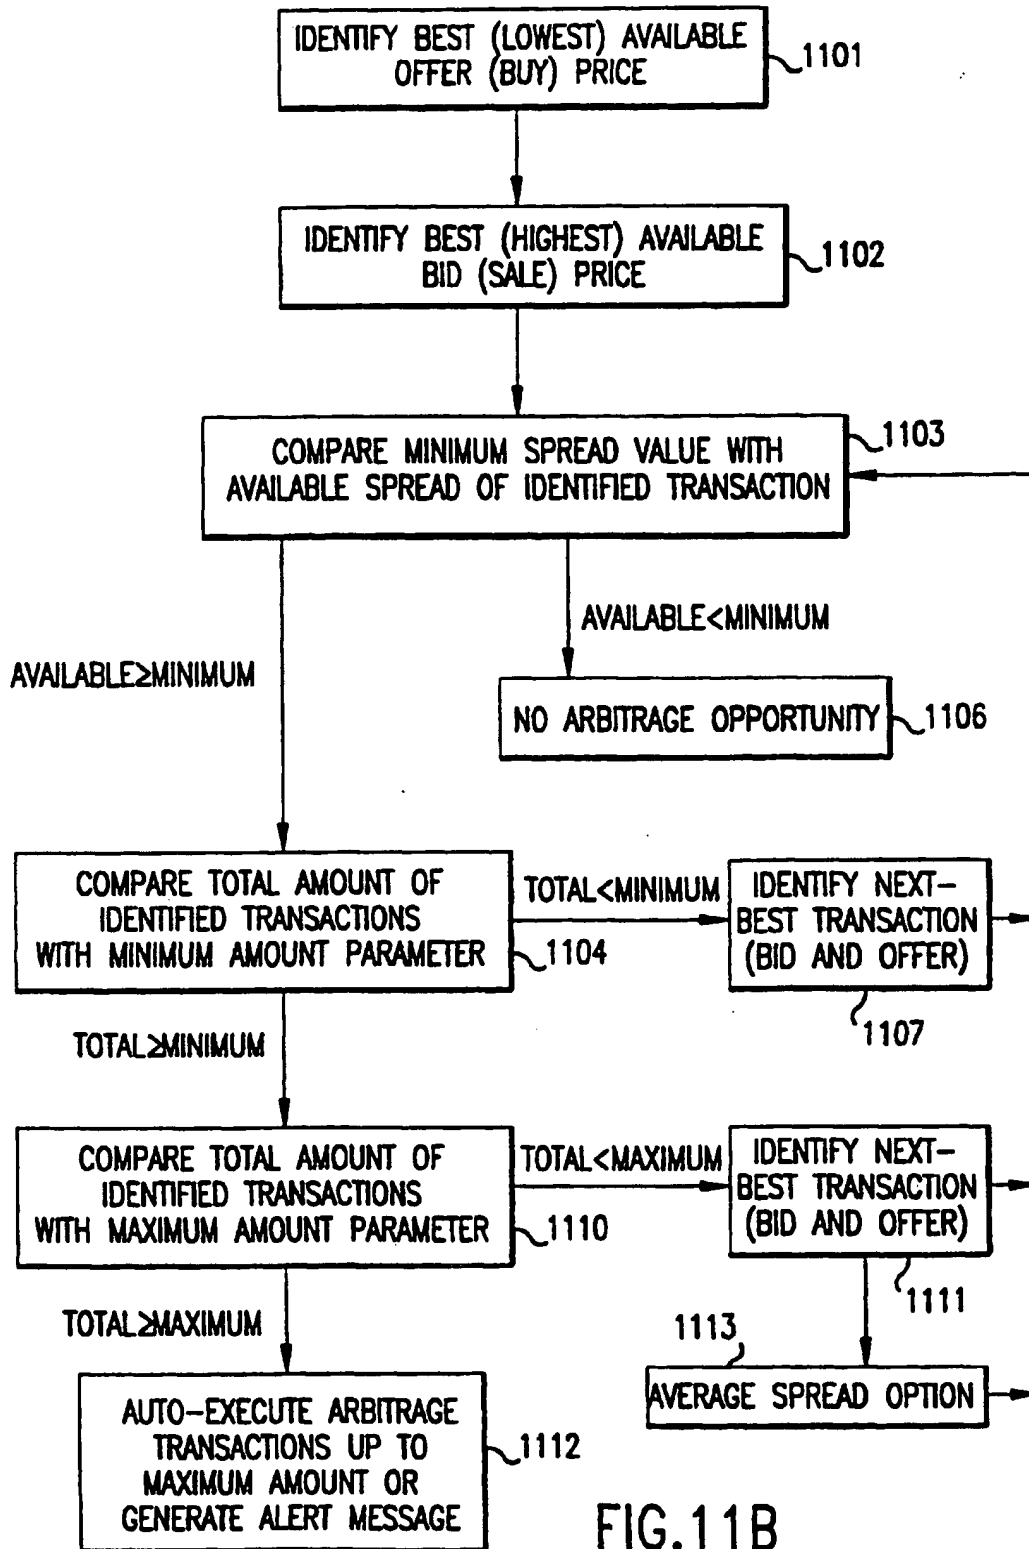 IDENTIFY BEST (LOWEST) AVAILABLE
OFFER (BUY) PRICE
1101
IDENTIFY BEST (HIGHEST) AVAILABLE
BID (SALE) PRICE
1102
COMPARE MINIMUM SPREAD VALUE WITH
AVAILABLE SPREAD OF IDENTIFIED TRANSACTION
1103
AVAILABLE<MINIMUM
AVAILABLE≥MINIMUM
NO ARBITRAGE OPPORTUNITY
1106
COMPARE TOTAL AMOUNT OF
IDENTIFIED TRANSACTIONS
WITH MINIMUM AMOUNT PARAMETER
1104
TOTAL<MINIMUM
IDENTIFY NEXT-
BEST TRANSACTION
(BID AND OFFER)
1107
TOTAL≥MINIMUM
COMPARE TOTAL AMOUNT OF
IDENTIFIED TRANSACTIONS
WITH MAXIMUM AMOUNT PARAMETER
1110
TOTAL<MAXIMUM
IDENTIFY NEXT-
BEST TRANSACTION
(BID AND OFFER)
1111
TOTAL≥MAXIMUM
1113
AVERAGE SPREAD OPTION
AUTO-EXECUTE ARBITRAGE
TRANSACTIONS UP TO
MAXIMUM AMOUNT OR
GENERATE ALERT MESSAGE
1112
FIG.11B